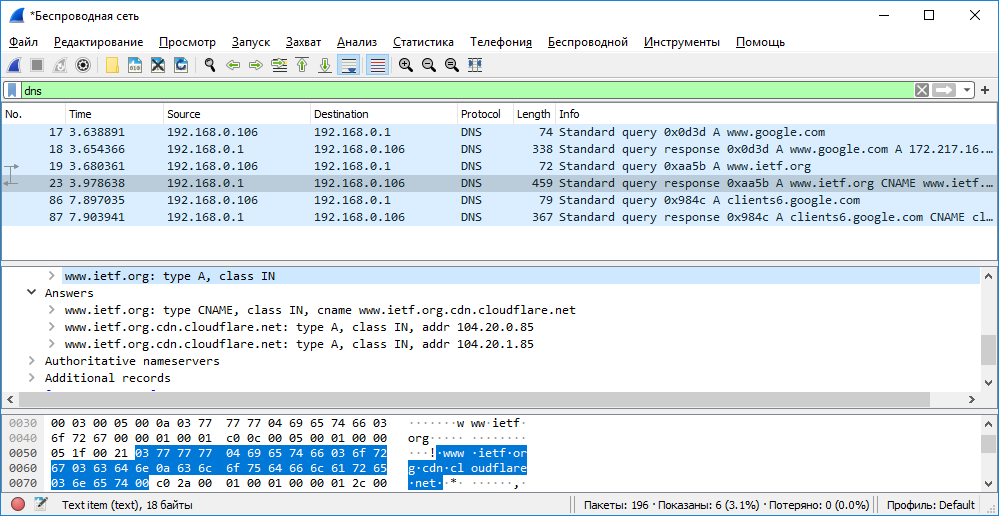 *Беспроводная сеть
Файл Редактирование Просмотр Запуск Захват Анализ Статистика Телефония Беспроводной Инструменты Помощь
dns
No. Time Source Destination Protocol Length Info
17 3.638891 192.168.0.106 192.168.0.1 DNS 74 Standard query 0x0d3d A www.google.com
18 3.654366 192.168.0.1 192.168.0.106 DNS 338 Standard query response 0x0d3d A www.google.com A 172.217.16.…
19 3.680361 192.168.0.106 192.168.0.1 DNS 72 Standard query 0xaa5b A www.ietf.org
23 3.978638 192.168.0.1 192.168.0.106 DNS 459 Standard query response 0xaa5b A www.ietf.org CNAME www.ietf.…
86 7.897035 192.168.0.106 192.168.0.1 DNS 79 Standard query 0x984c A clients6.google.com
87 7.903941 192.168.0.1 192.168.0.106 DNS 367 Standard query response 0x984c A clients6.google.com CNAME cl…
www.ietf.org: type A, class IN
Answers
www.ietf.org: type CNAME, class IN, cname www.ietf.org.cdn.cloudflare.net
www.ietf.org.cdn.cloudflare.net: type A, class IN, addr 104.20.0.85
www.ietf.org.cdn.cloudflare.net: type A, class IN, addr 104.20.1.85
Authoritative nameservers
Additional records
0030 00 03 00 05 00 0a 03 77 77 77 04 69 65 74 66 03 ·······w ww·ietf·
0040 6f 72 67 00 00 01 00 01 c0 0c 00 05 00 01 00 00 org····· ········
0050 05 1f 00 21 03 77 77 77 04 69 65 74 66 03 6f 72 ···!·www ·ietf·or
0060 67 03 63 64 6e 0a 63 6c 6f 75 64 66 6c 61 72 65 g·cdn·cl oudflare
0070 03 6e 65 74 00 c0 2a 00 01 00 01 00 00 01 2c 00 ·net··*· ······,·
Text item (text), 18 байты Пакеты: 196 · Показаны: 6 (3.1%) · Потеряно: 0 (0.0%) Профиль: Default